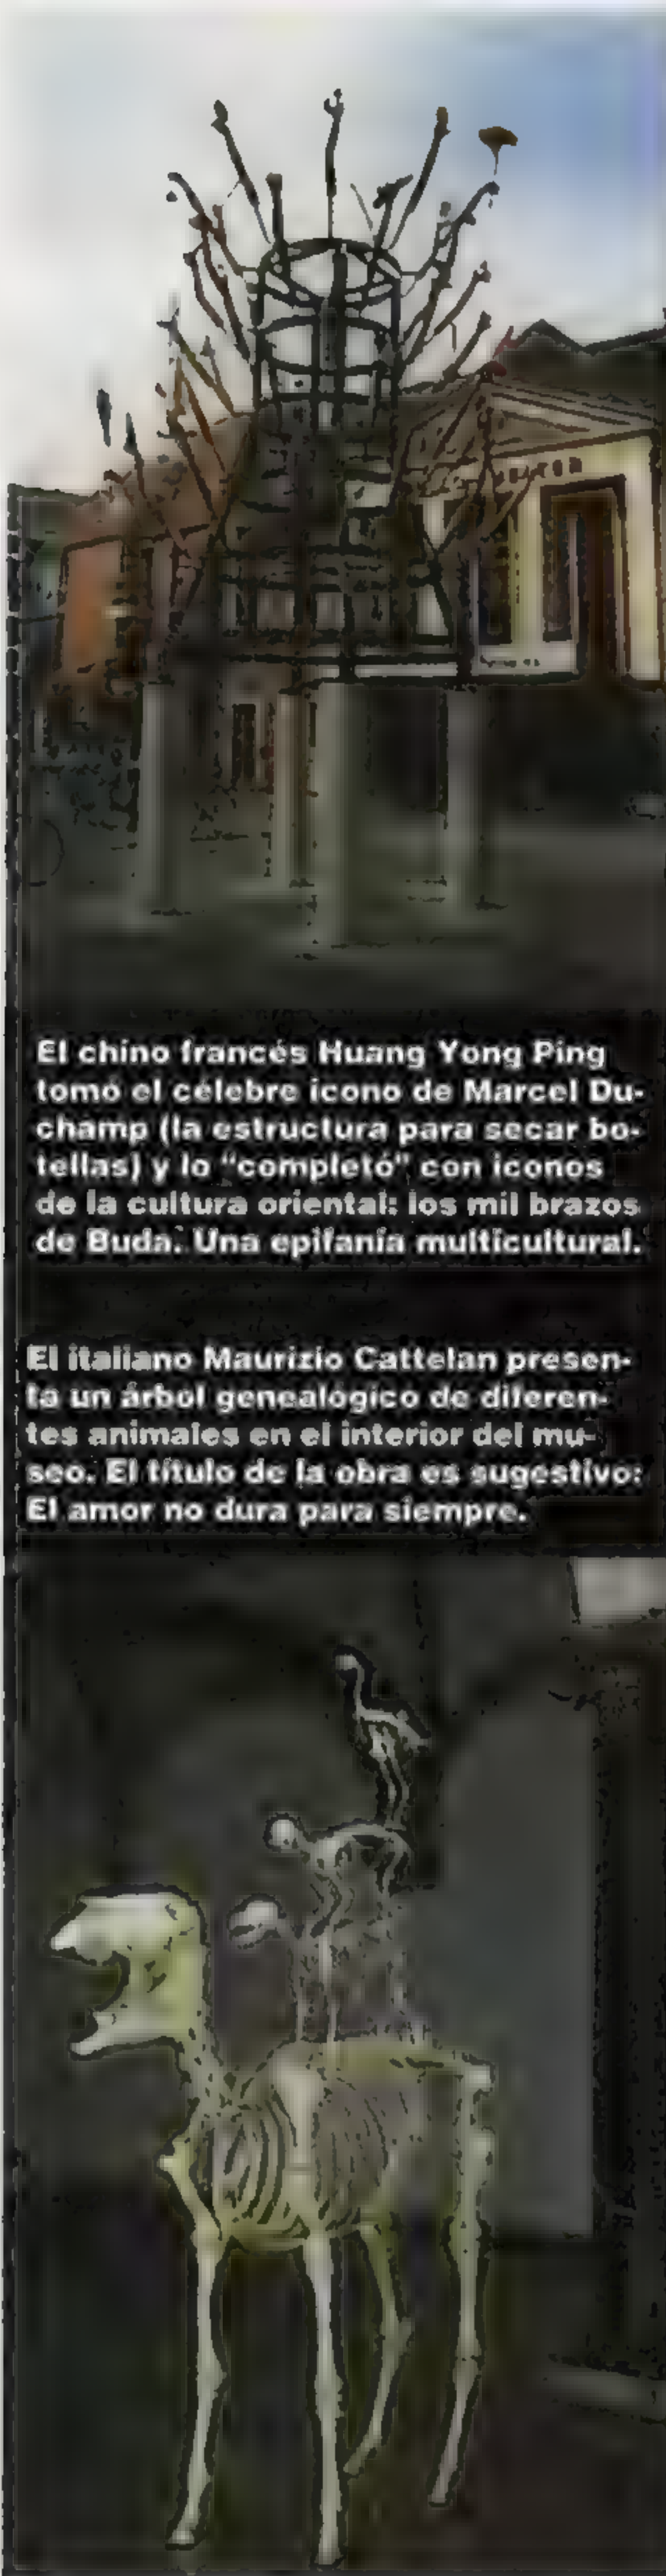 El chino francés Huang Yong Ping
tomó el célebre icono de Marcel Du-
champ (la estructura para secar bo-
tellas) y lo "completó" con iconos
de la cultura oriental: los mil brazos
de Buda. Una epifanía multicultural.
El italiano Maurizio Cattelan presen-
ta un árbol genealógico de diferen-
tes animales en el interior del mu-
seo. El título de la obra es sugestivo:
El amor no dura para siempre.